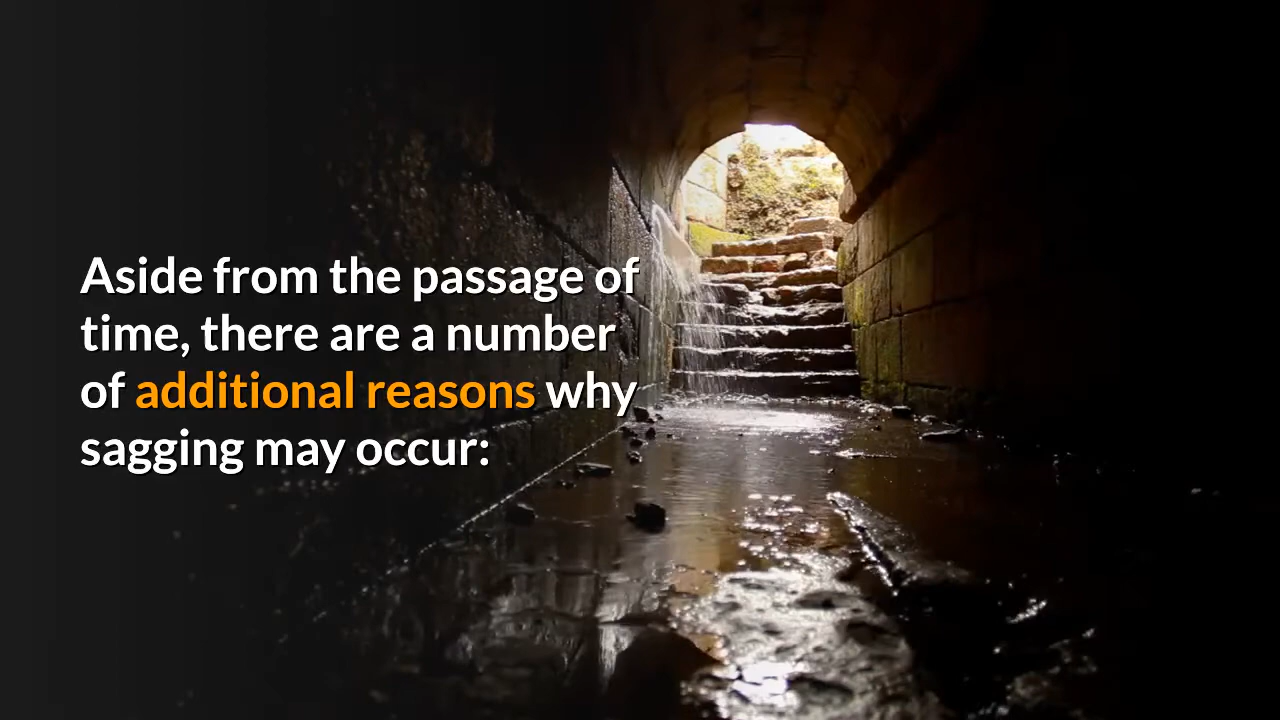 Aside from the passage of
time, there are a number
of additional reasons why
sagging may occur: